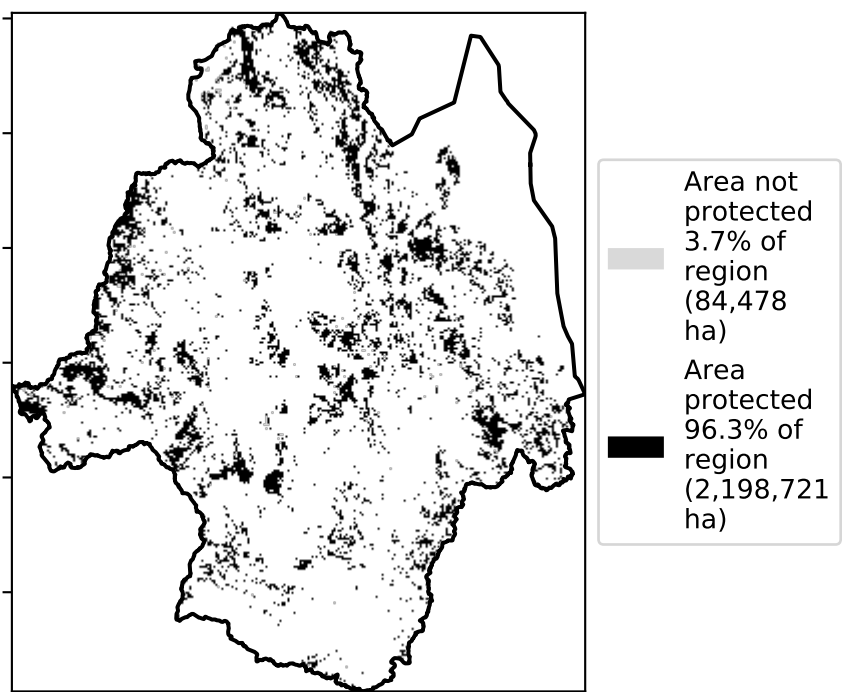 Area not
protected
3.7% of
region
(84,478
ha)
Area
protected
96.3% of
region
(2,198,721
ha)